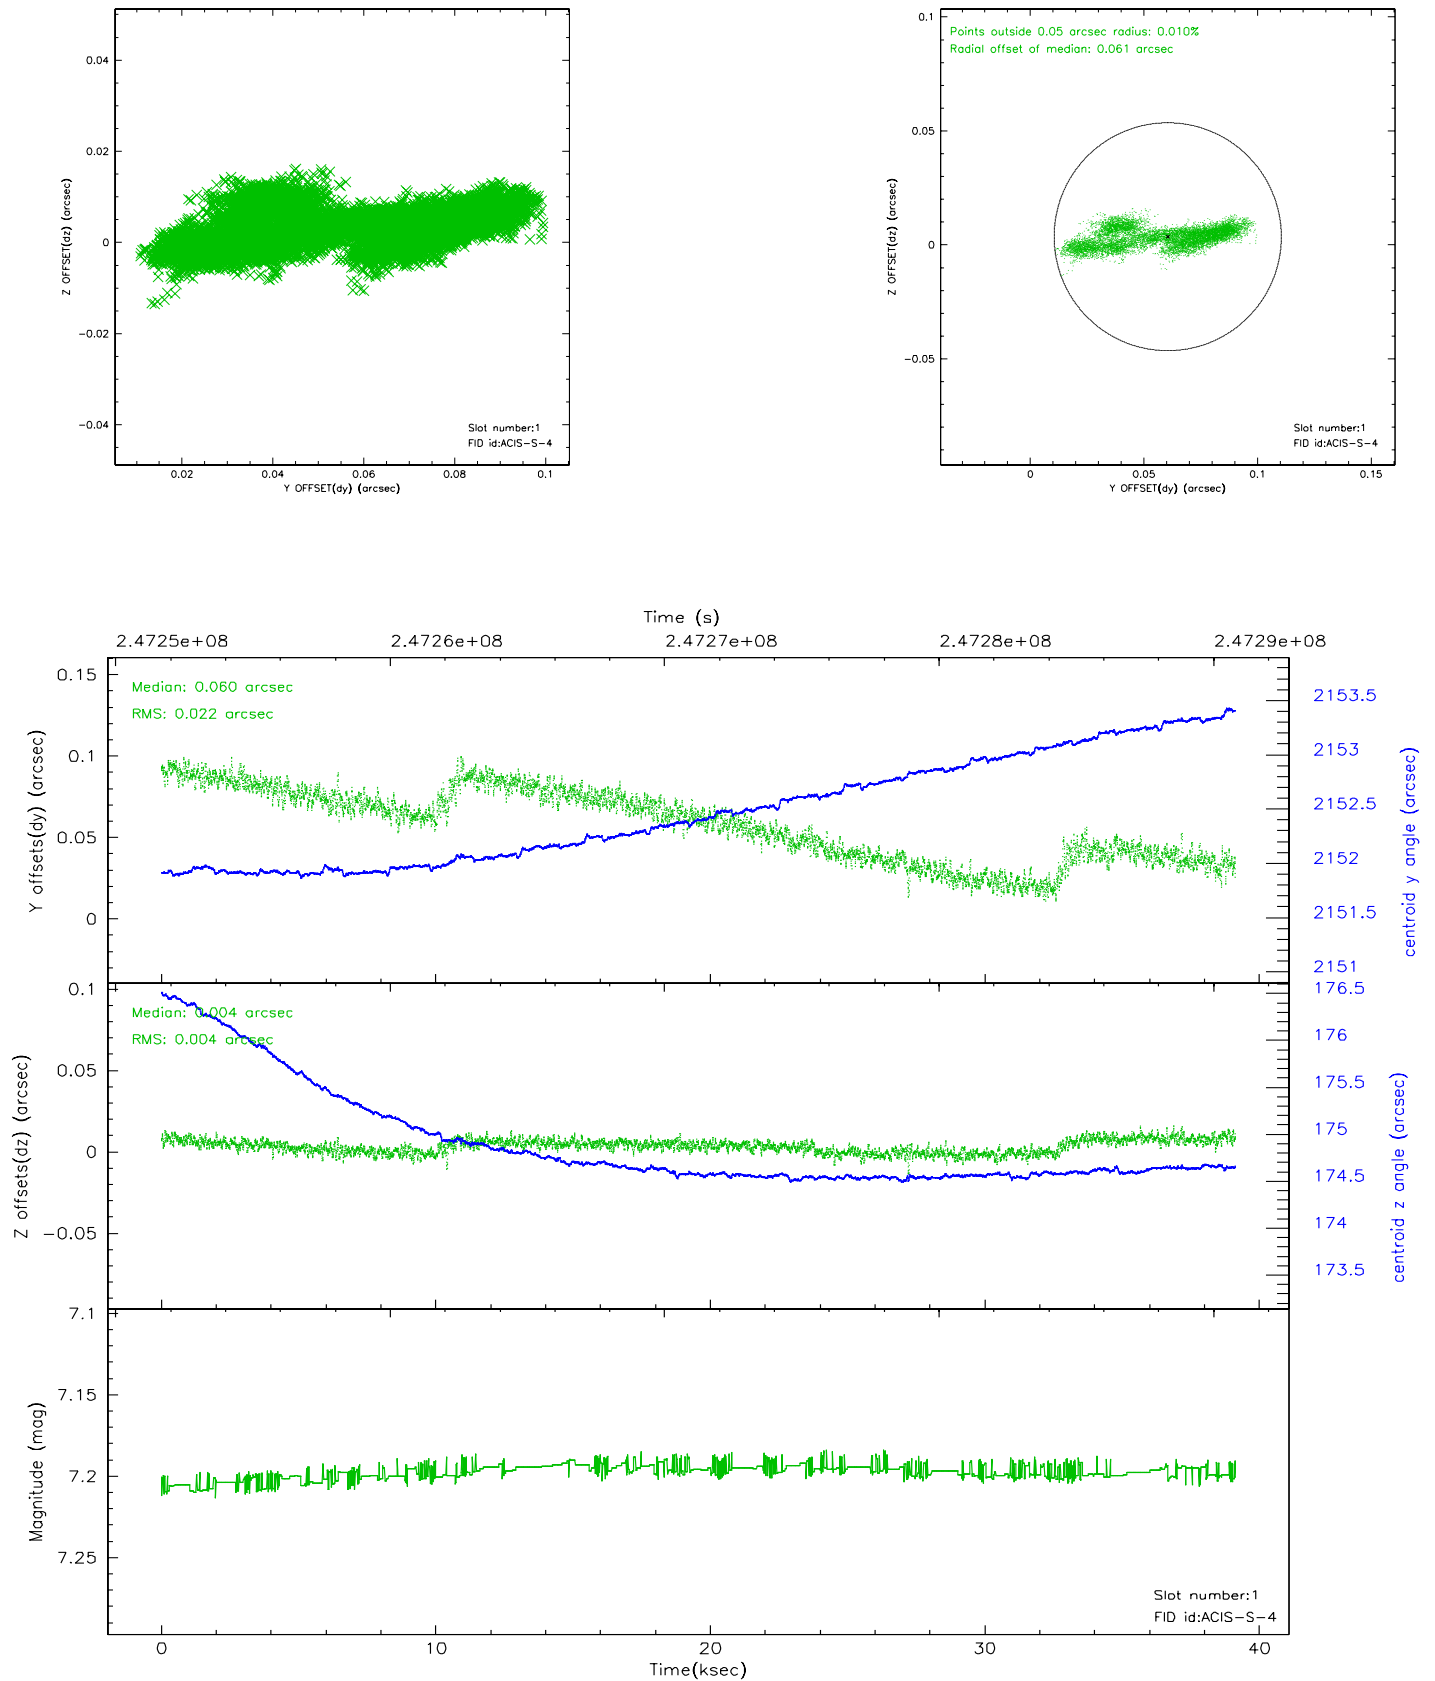 0.04
0.02
0
-0.02
-0.04
Z OFFSET(dz) (arcsec)
Slot number:1
FID id:ACIS-S-4
0.02
0.04
0.06
0.08
0.1
Y OFFSET(dy) (arcsec)
Points outside 0.05 arcsec radius: 0.010%
Radial offset of median: 0.061 arcsec
0.1
0.05
0
-0.05
Z OFFSET(dz) (arcsec)
Slot number:1
FID id:ACIS-S-4
0
0.05
0.1
0.15
Y OFFSET(dy) (arcsec)
Time (s)
2.4725e+08
2.4726e+08
2.4727e+08
2.4728e+08
2.4729e+08
Median: 0.060 arcsec
RMS: 0.022 arcsec
0.15
0.1
0.05
0
Y offsets(dy) (arcsec)
2153.5
2153
2152.5
2152
2151.5
2151
centroid y angle (arcsec)
Median: 0.004 arcsec
RMS: 0.004 arcsec
0.1
0.05
0
-0.05
Z offsets(dz) (arcsec)
176.5
176
175.5
175
174.5
174
173.5
centroid z angle (arcsec)
7.1
7.15
7.2
7.25
Magnitude (mag)
Slot number:1
FID id:ACIS-S-4
0
10
20
30
40
Time(ksec)